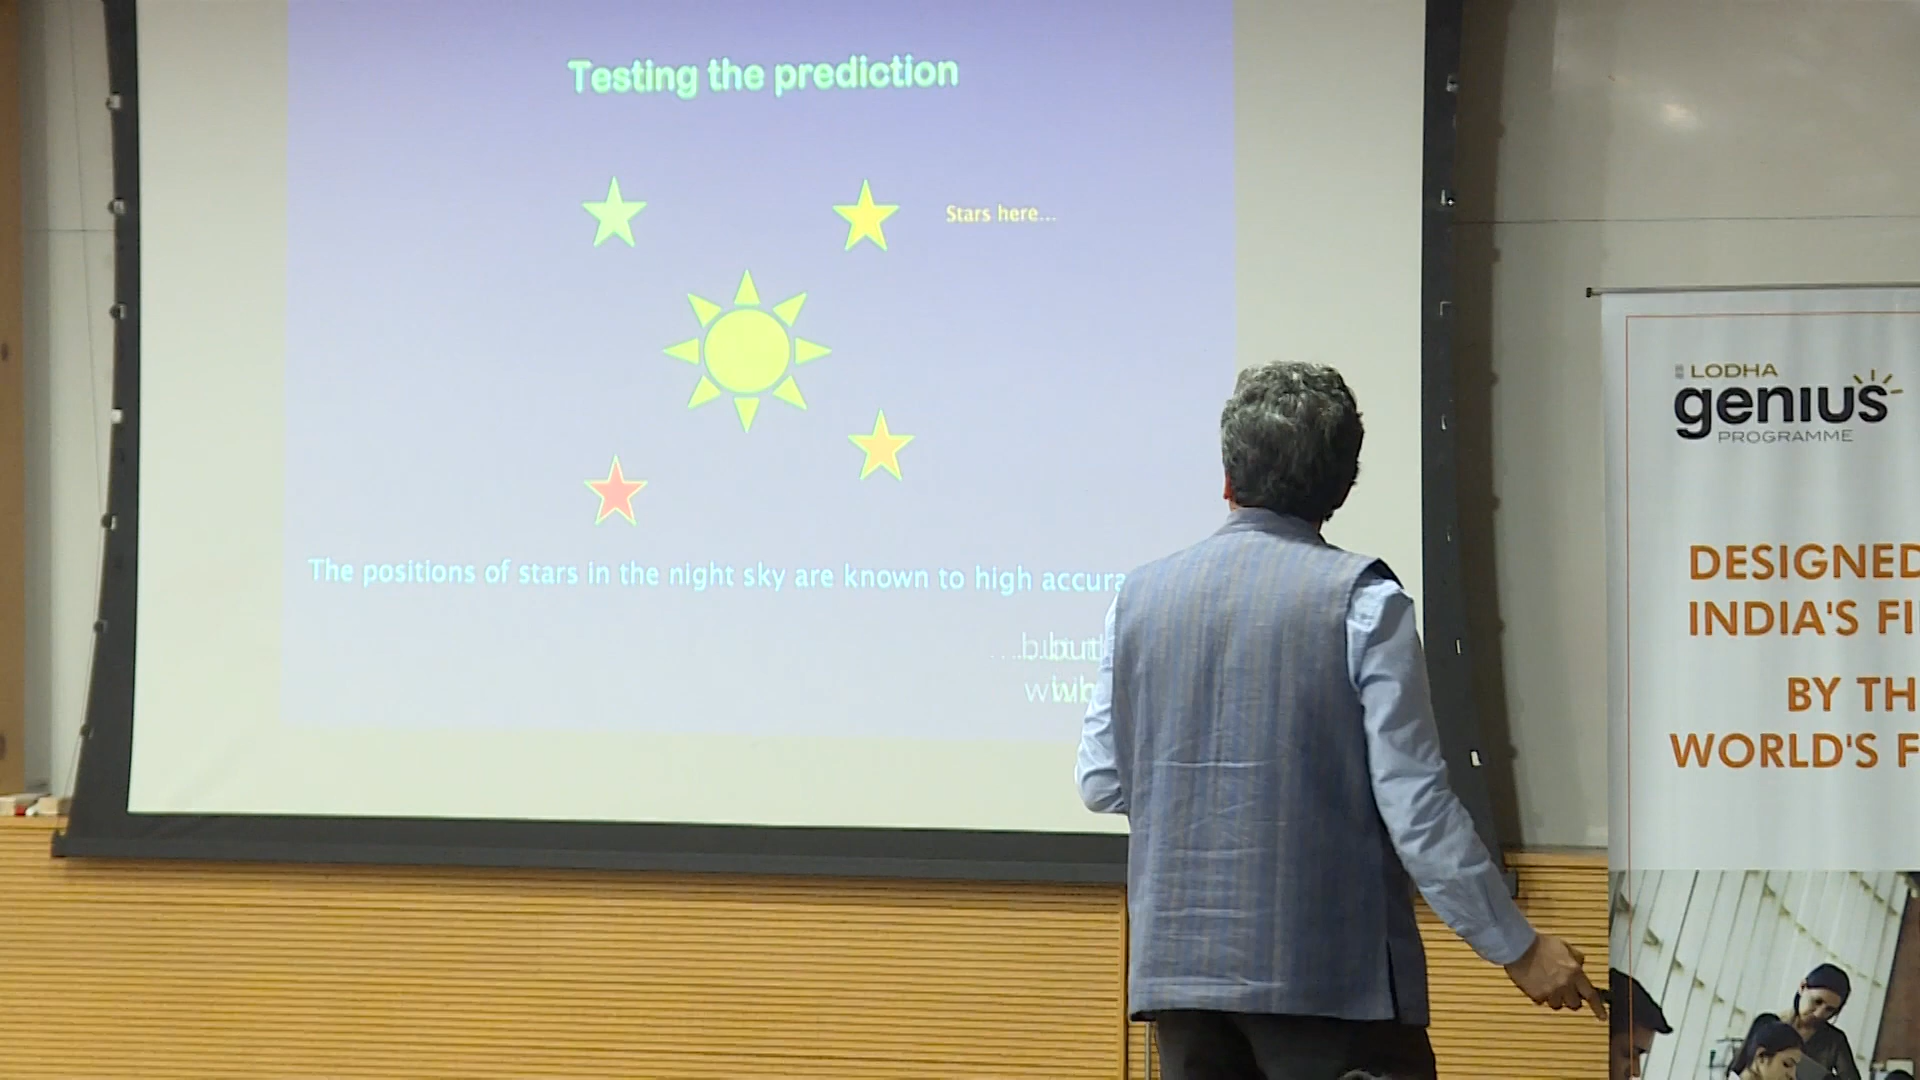 Testing the prediction
Stars here...
The positions of stars in the night sky are known to high accura
LODHA
genius
PROGRAMME
DESIGNED
INDIA'S FI
BY TH
WORLD'S F